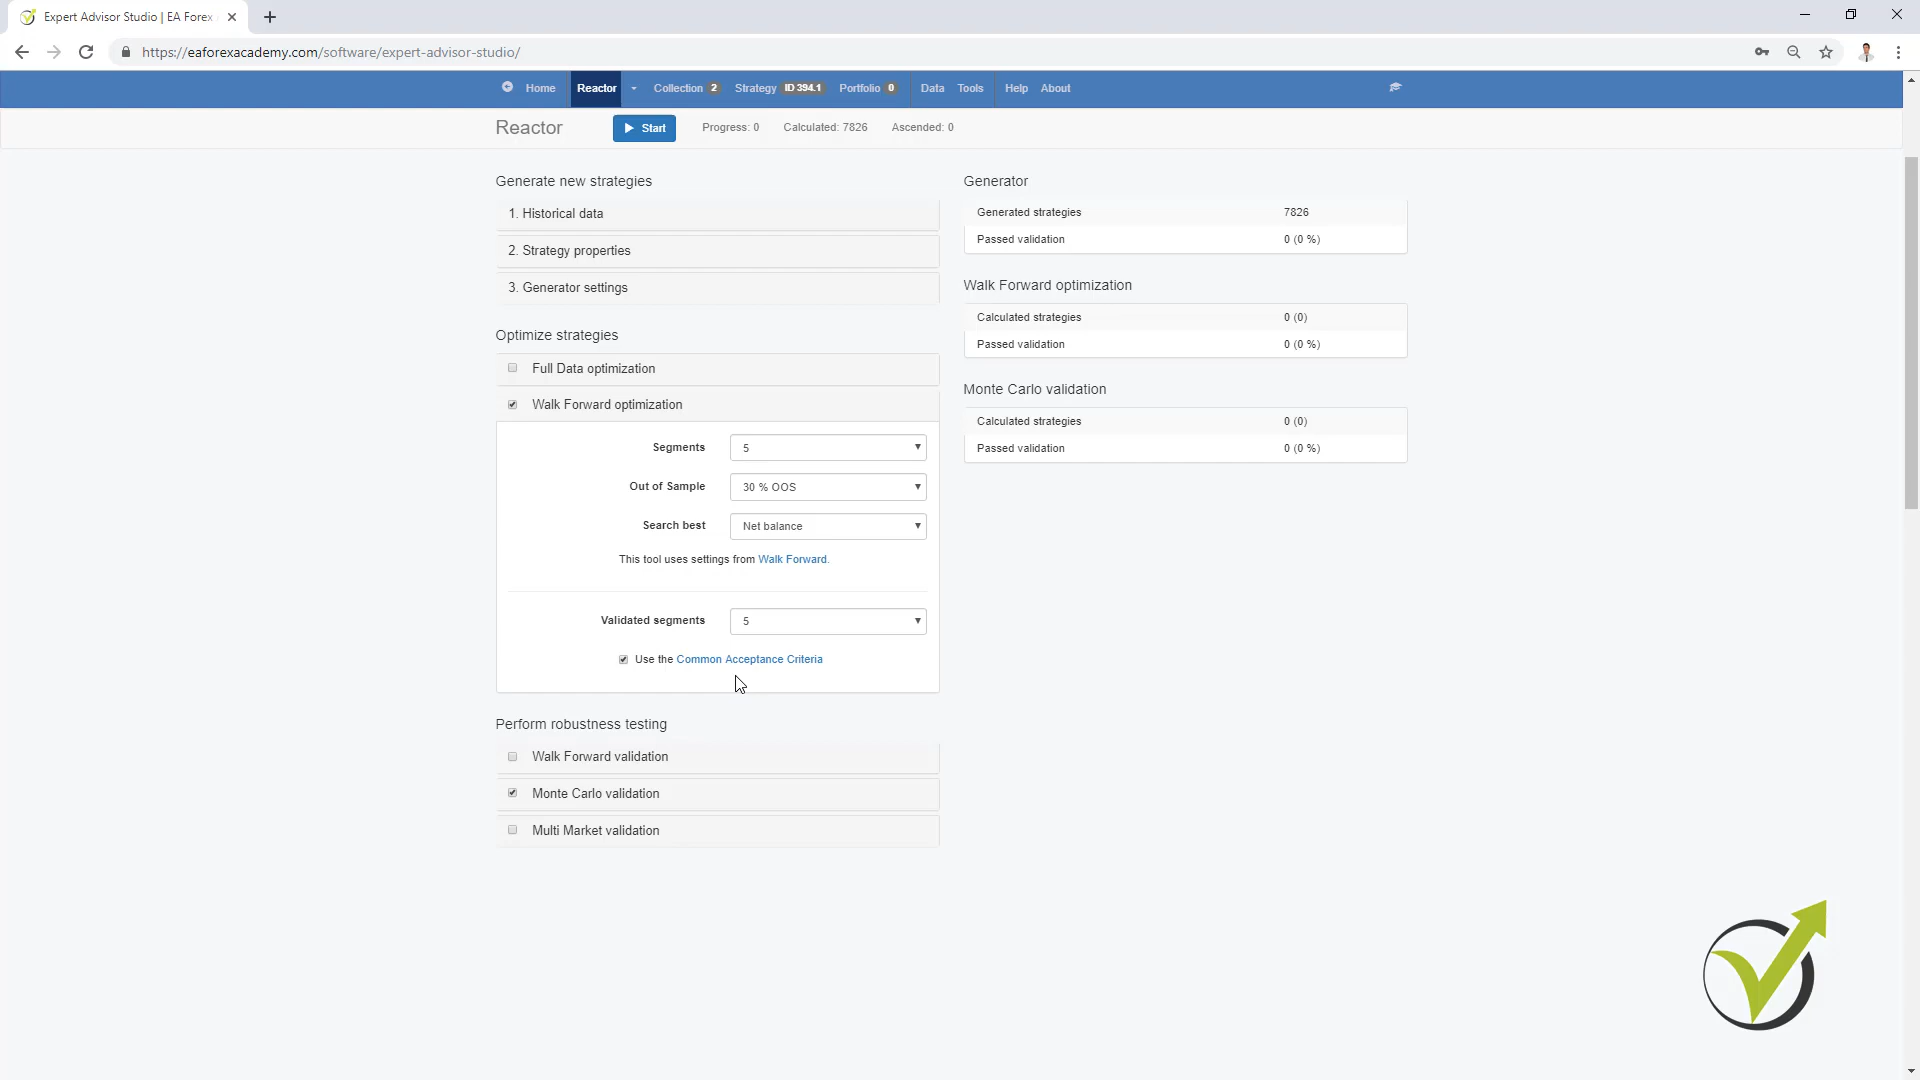 Expert Advisor Studio | EA Forex
https://eaforexacademy.com/software/expert-advisor-studio/
Home Reactor Collection 2 Strategy ID 394.1 Portfolio 0 Data Tools Help About
Reactor Start Progress: 0 Calculated: 7826 Ascended: 0
Generate new strategies
1. Historical data
2. Strategy properties
3. Generator settings
Optimize strategies
Full Data optimization
Walk Forward optimization
Segments 5
Out of Sample 30 % OOS
Search best Net balance
This tool uses settings from Walk Forward.
Validated segments 5
Use the Common Acceptance Criteria
Perform robustness testing
Walk Forward validation
Monte Carlo validation
Multi Market validation
Generator
Generated strategies 7826
Passed validation 0 (0 %)
Walk Forward optimization
Calculated strategies 0 (0)
Passed validation 0 (0 %)
Monte Carlo validation
Calculated strategies 0 (0)
Passed validation 0 (0 %)